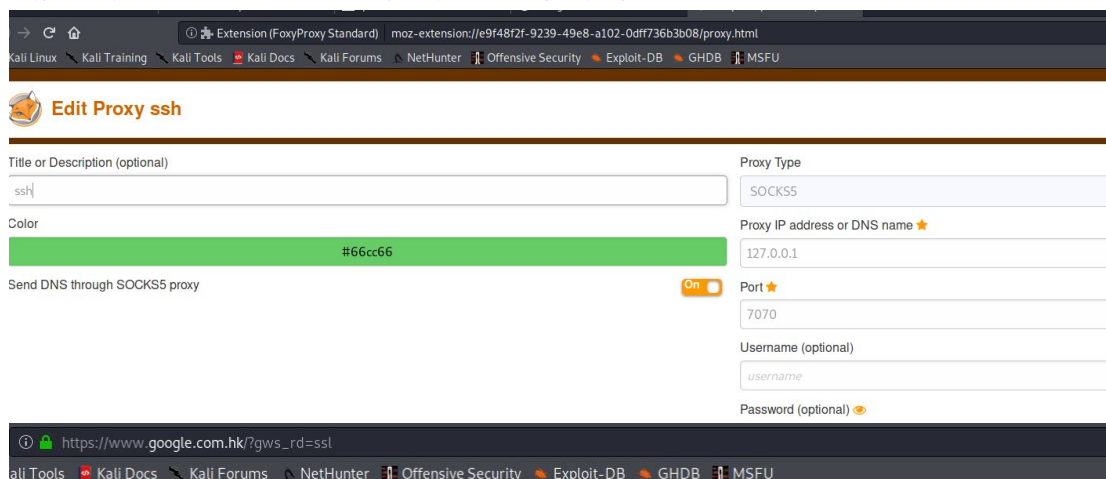 Extension (FoxyProxy Standard) moz-extension://e9f48f2f-9239-49e8-a102-0dff736b3b08/proxy.html
Kali Linux Kali Training Kali Tools Kali Docs Kali Forums NetHunter Offensive Security Exploit-DB GHDB MSFU
Edit Proxy ssh
Title or Description (optional)
ssh
Color
#66cc66
Send DNS through SOCKS5 proxy On
Proxy Type
SOCKS5
Proxy IP address or DNS name
127.0.0.1
Port
7070
Username (optional)
username
Password (optional)
https://www.google.com.hk/?gws_rd=ssl
ali Tools Kali Docs Kali Forums NetHunter Offensive Security Exploit-DB GHDB MSFU